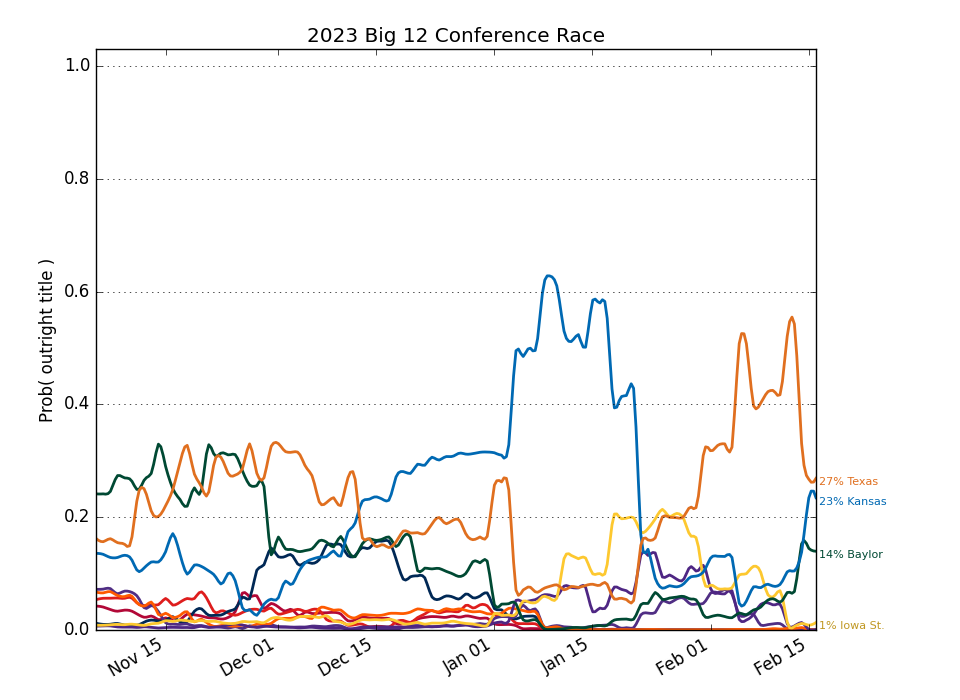 2023 Big 12 Conference Race
Prob( outright title )
1.0
0.8
0.6
0.4
0.2
0.0
27% Texas
23% Kansas
14% Baylor
1% Iowa St.
Nov 15
Dec 01
Dec 15
Jan 01
Jan 15
Feb 01
Feb 15